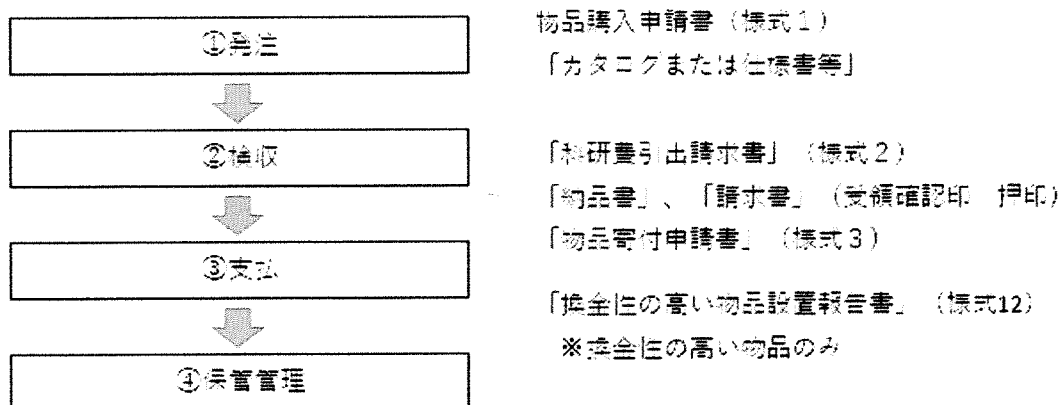 ①発注
物品購入申請書（様式１）
「カタログまたは仕様書等」
②検収
「科研費引出請求書」（様式２）
「納品書」、「請求書」（受領確認印　押印）
「物品寄付申請書」（様式３）
③支払
「換金性の高い物品設置報告書」（様式12）
※換金性の高い物品のみ
④保管管理